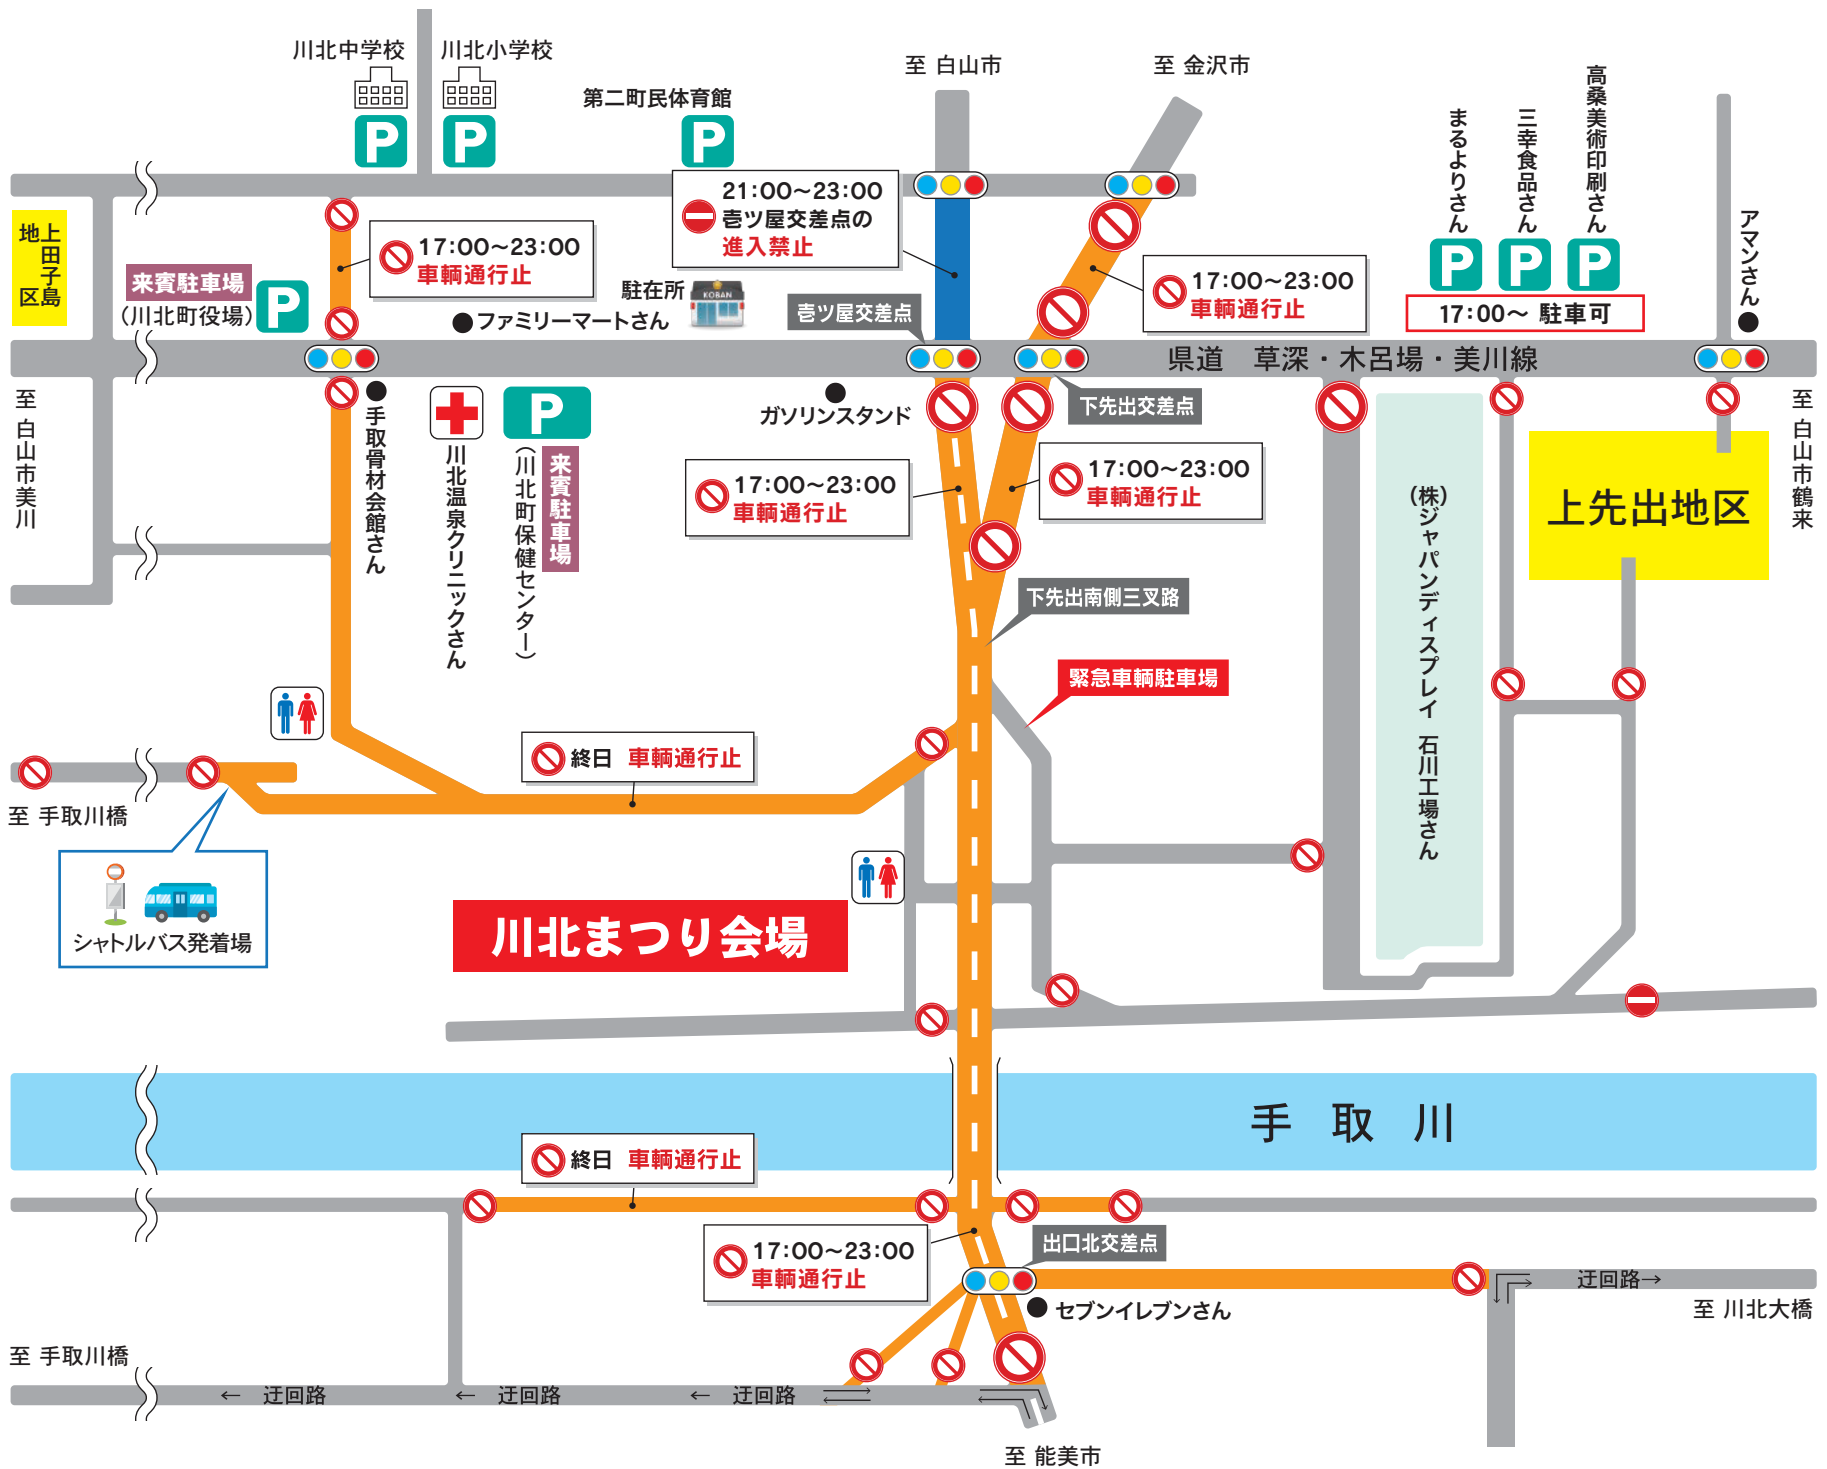 川北中学校
川北小学校
第二町民体育館
至 白山市
至 金沢市
まるよりさん
三幸食品さん
高桑美術印刷さん
17:00～ 駐車可
アマンさん
上田子島
地区
来賓駐車場
（川北町役場）
17:00～23:00
車輌通行止
21:00～23:00
壱ツ屋交差点の
進入禁止
駐在所
KOBAN
ファミリーマートさん
壱ツ屋交差点
17:00～23:00
車輌通行止
県道　草深・木呂場・美川線
至 白山市美川
手取骨材会館さん
川北温泉クリニックさん
来賓駐車場
（川北町保健センター）
ガソリンスタンド
下先出交差点
17:00～23:00
車輌通行止
17:00～23:00
車輌通行止
（株）ジャパンディスプレイ 石川工場さん
上先出地区
至 白山市鶴来
下先出南側三叉路
緊急車輌駐車場
終日 車輌通行止
至 手取川橋
シャトルバス発着場
川北まつり会場
手 取 川
終日 車輌通行止
17:00～23:00
車輌通行止
出口北交差点
セブンイレブンさん
迂回路→
至 川北大橋
至 手取川橋
← 迂回路
← 迂回路
← 迂回路
至 能美市